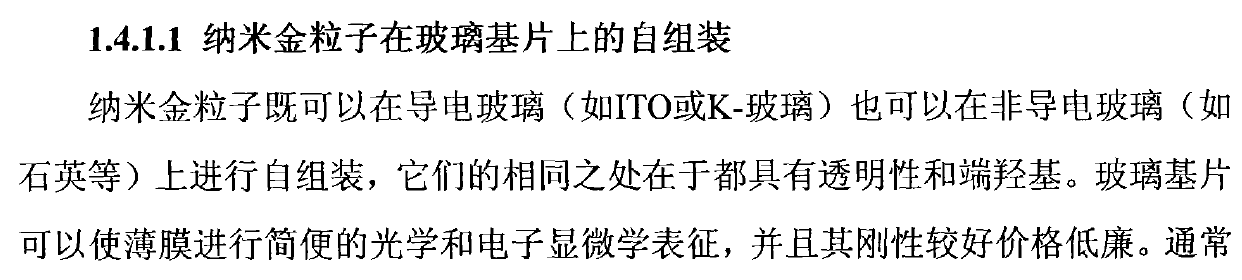 1.4.1.1 纳米金粒子在玻璃基片上的自组装
纳米金粒子既可以在导电玻璃（如ITO或K-玻璃）也可以在非导电玻璃（如
石英等）上进行自组装，它们的相同之处在于都具有透明性和端羟基。玻璃基片
可以使薄膜进行简便的光学和电子显微学表征，并且其刚性较好价格低廉。通常